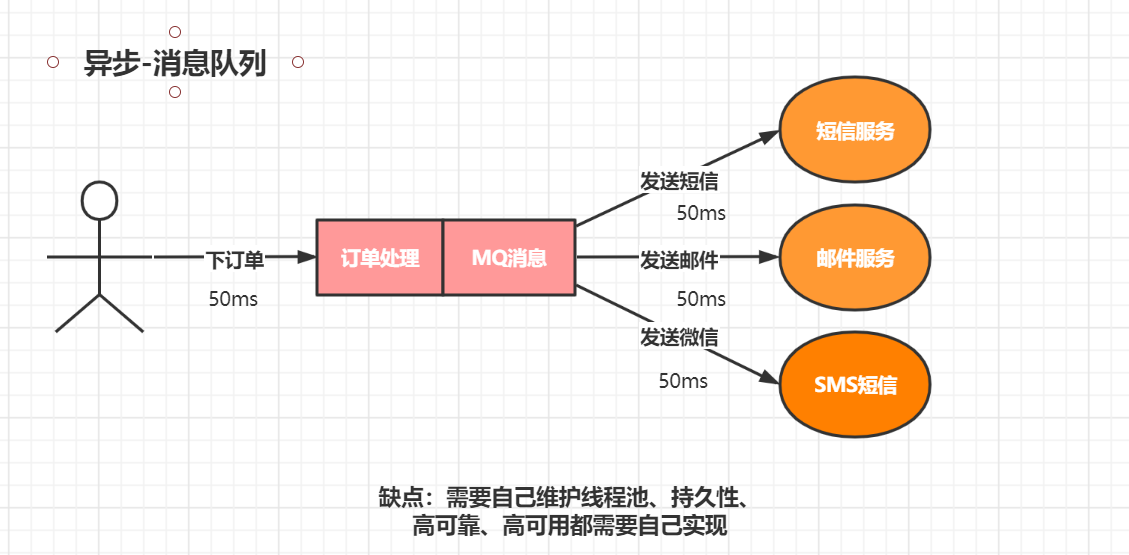 异步-消息队列
短信服务
发送短信
50ms
下订单
订单处理
MQ消息
发送邮件
邮件服务
50ms
50ms
发送微信
50ms
SMS短信
缺点：需要自己维护线程池、持久性、
高可靠、高可用都需要自己实现